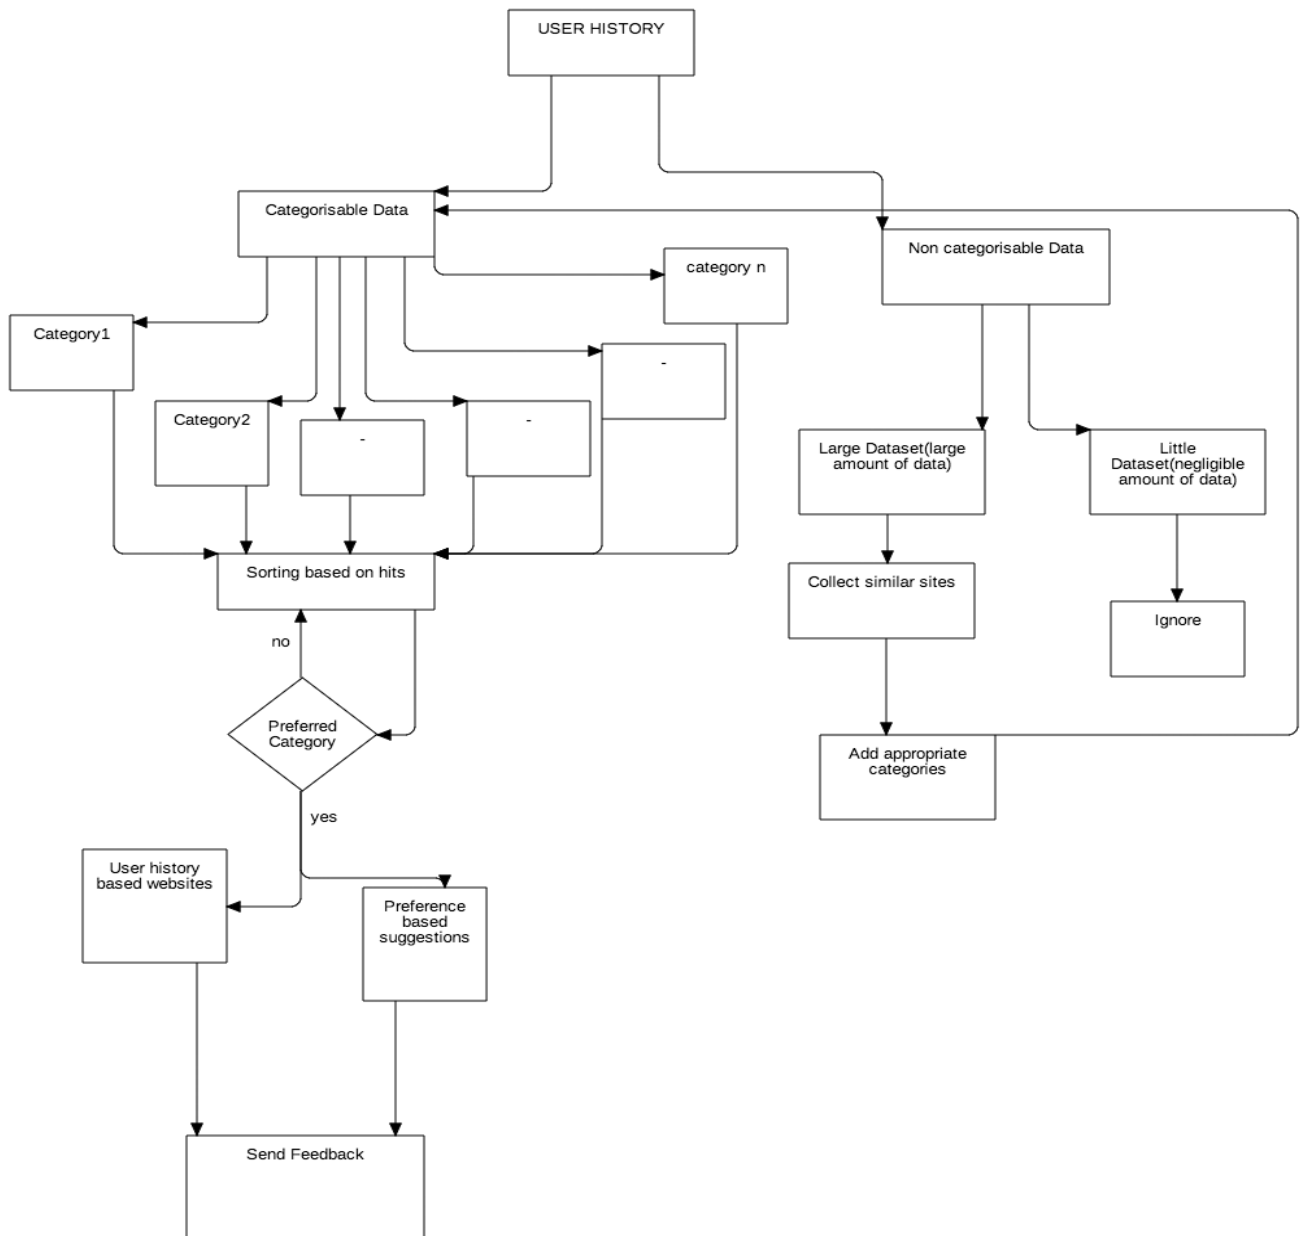 USER HISTORY
Categorisable Data
Non categorisable Data
category n
Category1
-
Category2
-
-
Large Dataset(large
amount of data)
Little
Dataset(negligible
amount of data)
Sorting based on hits
Collect similar sites
Ignore
no
Preferred
Category
Add appropriate
categories
yes
User history
based websites
Preference
based
suggestions
Send Feedback